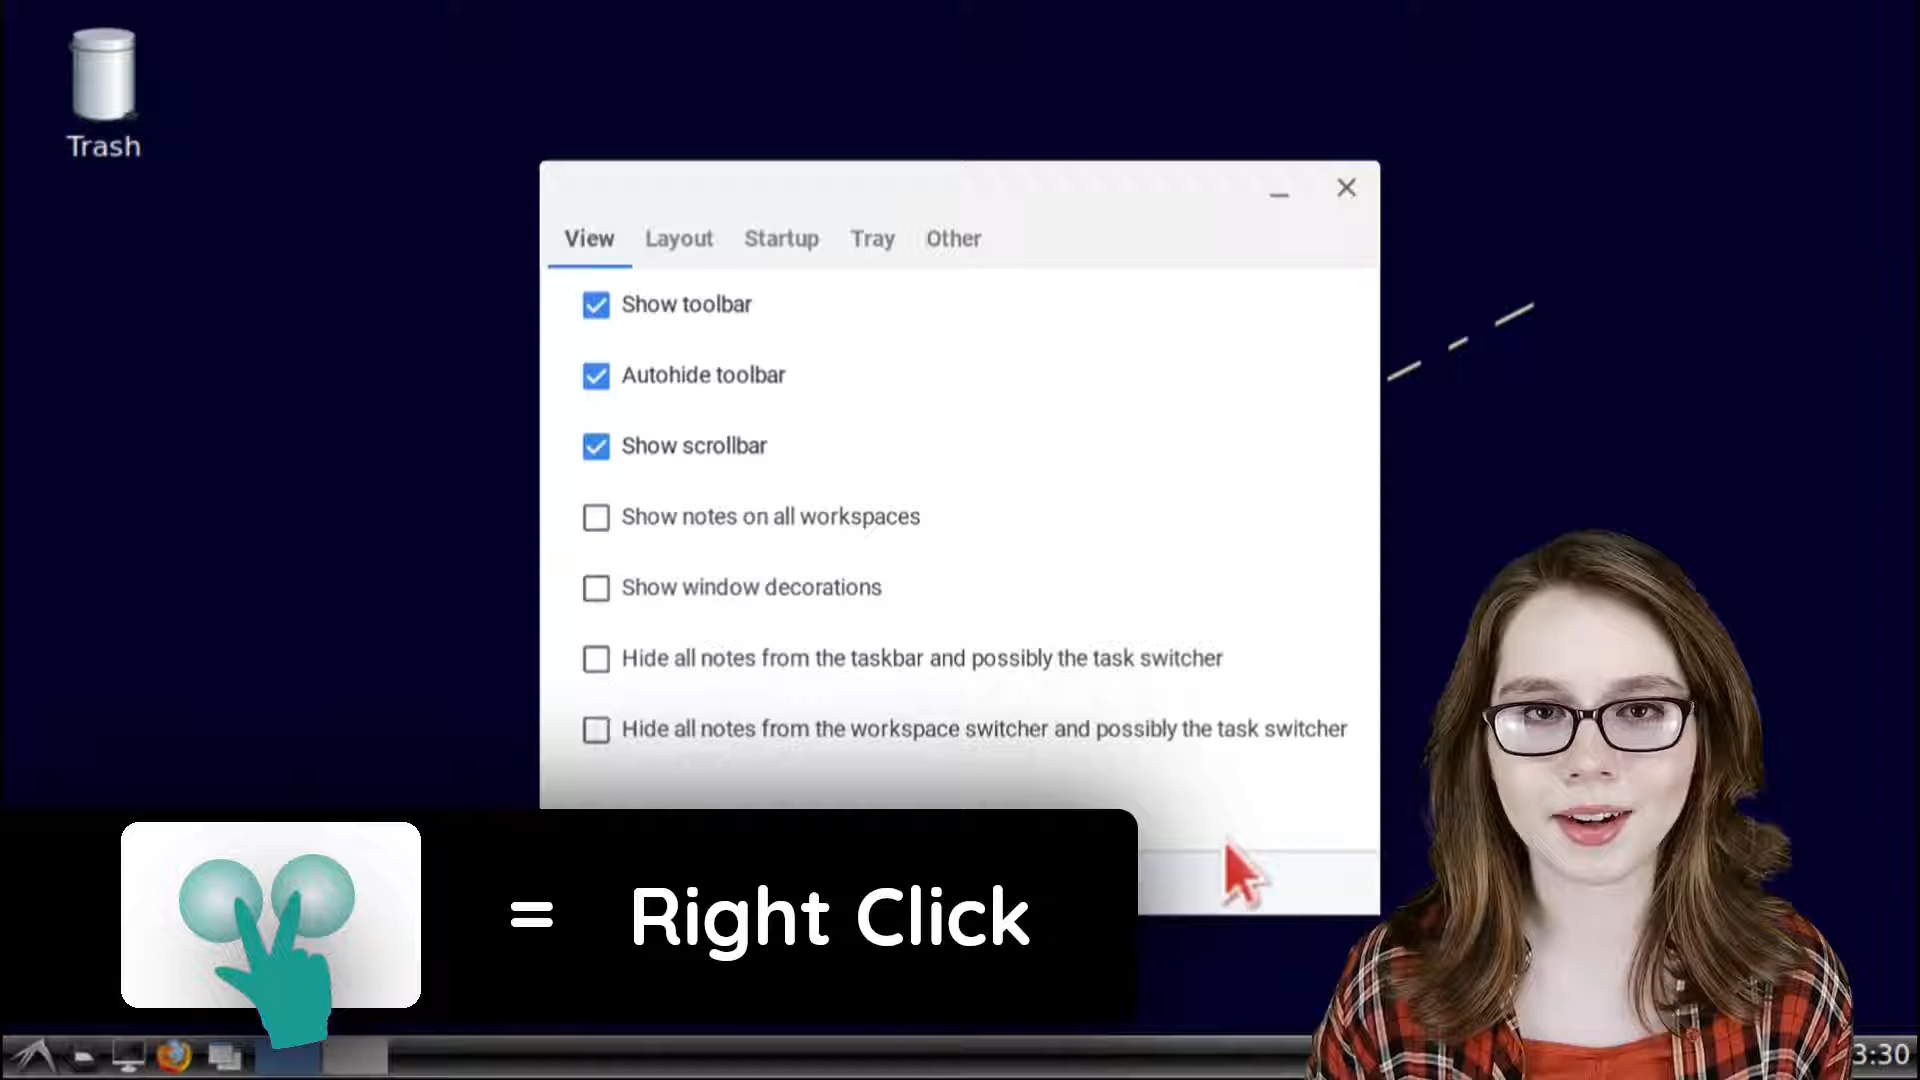 Trash
View Layout Startup Tray Other
Show toolbar
Autohide toolbar
Show scrollbar
Show notes on all workspaces
Show window decorations
Hide all notes from the taskbar and possibly the task switcher
Hide all notes from the workspace switcher and possibly the task switcher
= Right Click
3:30